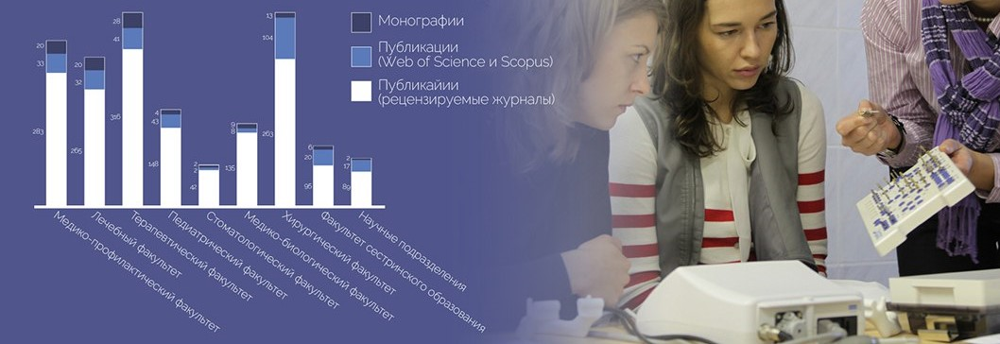 Монографии
Публикации
(Web of Science и Scopus)
Публикайии
(рецензируемые журналы)
20
33
283
20
32
265
28
41
316
4
43
148
2
2
42
9
8
135
13
104
263
6
20
95
2
17
89
Медико-профилактический факультет
Лечебный факультет
Терапевтический факультет
Педиатрический факультет
Стоматологический факультет
Медико-биологический факультет
Хирургический факультет
Факультет сестринского образования
Научные подразделения